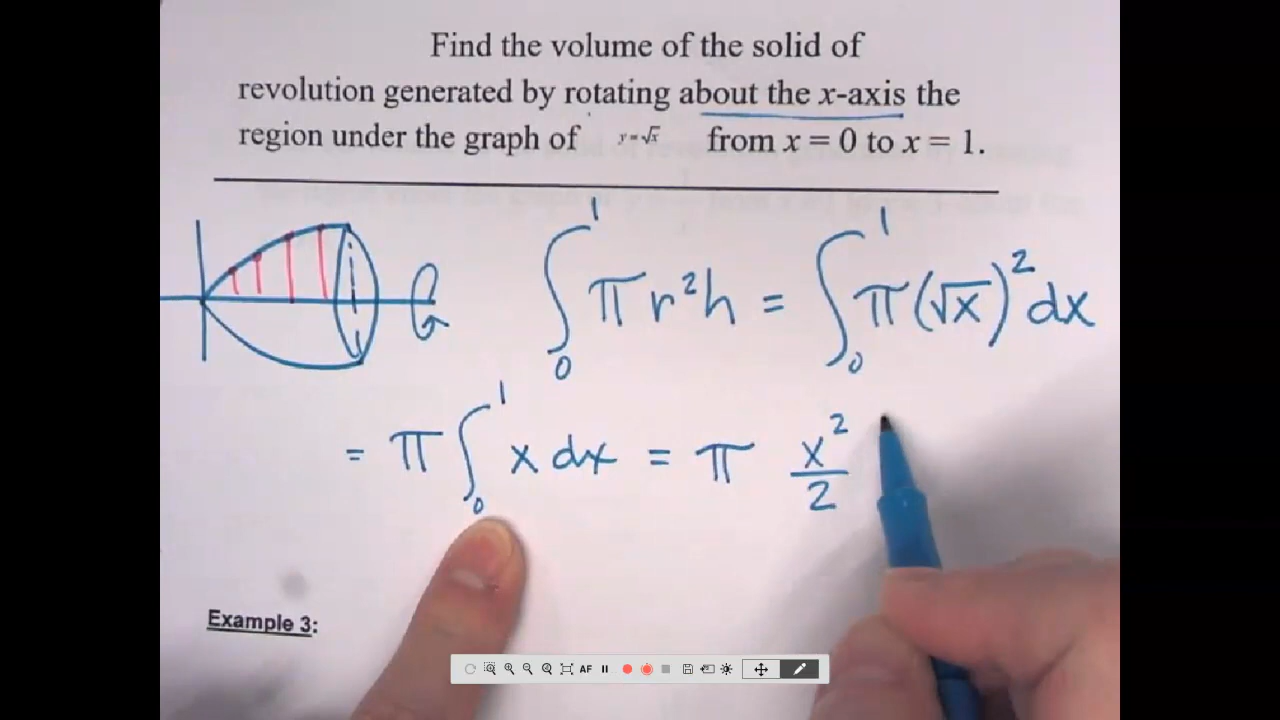 Find the volume of the solid of
revolution generated by rotating about the x-axis the
region under the graph of y = √x from x = 0 to x = 1.
∫₀¹ π r² h = ∫₀¹ π (√x)² dx
= π ∫₀¹ x dx = π x²/2
Example 3:
AF